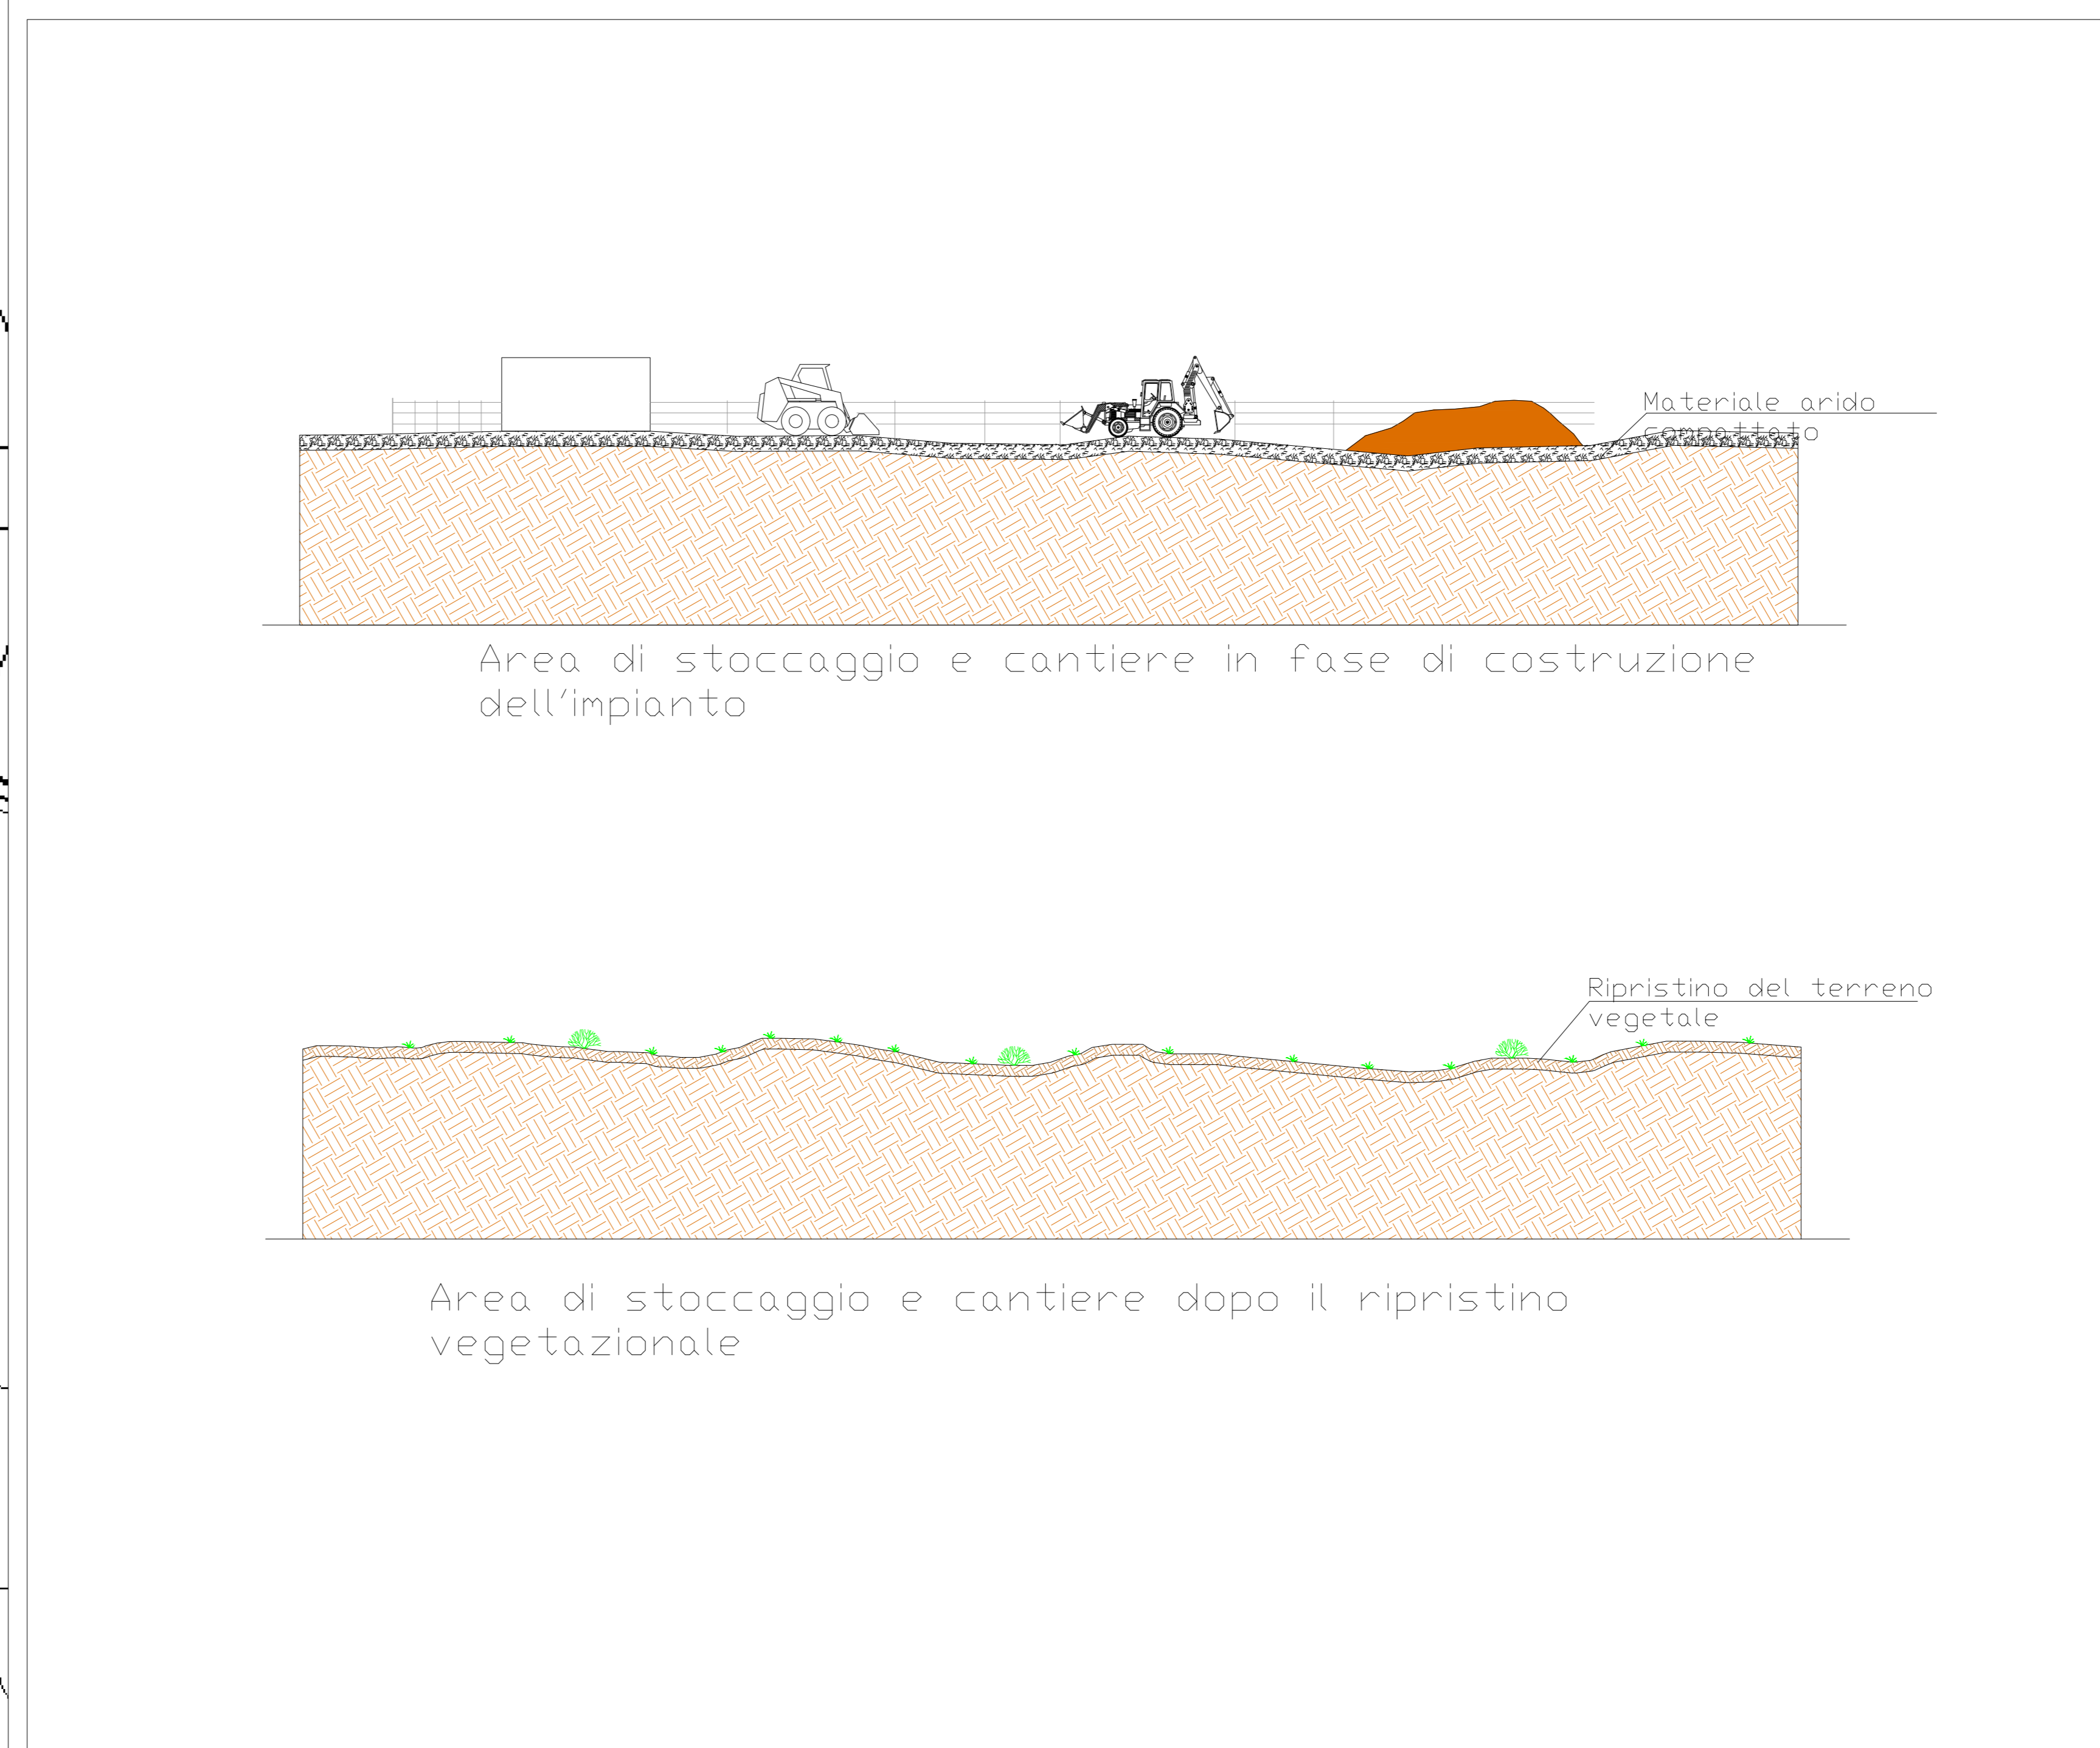 Materiale arido
compattato
Area di stoccaggio e cantiere in fase di costruzione
dell'impianto
Ripristino del terreno
vegetale
Area di stoccaggio e cantiere dopo il ripristino
vegetazionale